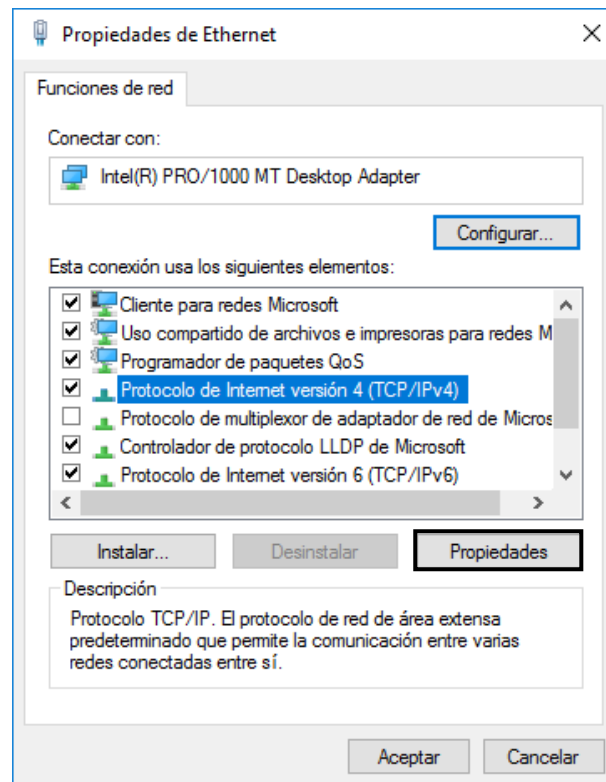 Propiedades de Ethernet
Funciones de red
Conectar con:
Intel(R) PRO/1000 MT Desktop Adapter
Configurar...
Esta conexión usa los siguientes elementos:
Cliente para redes Microsoft
Uso compartido de archivos e impresoras para redes M
Programador de paquetes QoS
Protocolo de Internet versión 4 (TCP/IPv4)
Protocolo de multiplexor de adaptador de red de Micros
Controlador de protocolo LLDP de Microsoft
Protocolo de Internet versión 6 (TCP/IPv6)
Instalar... Desinstalar Propiedades
Descripción
Protocolo TCP/IP. El protocolo de red de área extensa
predeterminado que permite la comunicación entre varias
redes conectadas entre sí.
Aceptar Cancelar